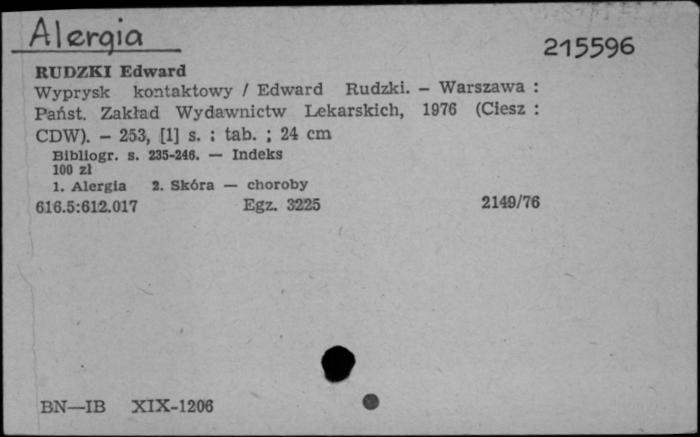 Alergia
215596
RUDZKI Edward
Wyprysk kontaktowy / Edward Rudzki. – Warszawa :
Państ. Zakład Wydawnictw Lekarskich, 1976 (Ciesz :
CDW). – 253, [1] s. : tab. ; 24 cm
Bibliogr. s. 235-246. — Indeks
100 zł
1. Alergia 2. Skóra — choroby
616.5:612.017 Egz. 3225 2149/76
BN—IB XIX-1206